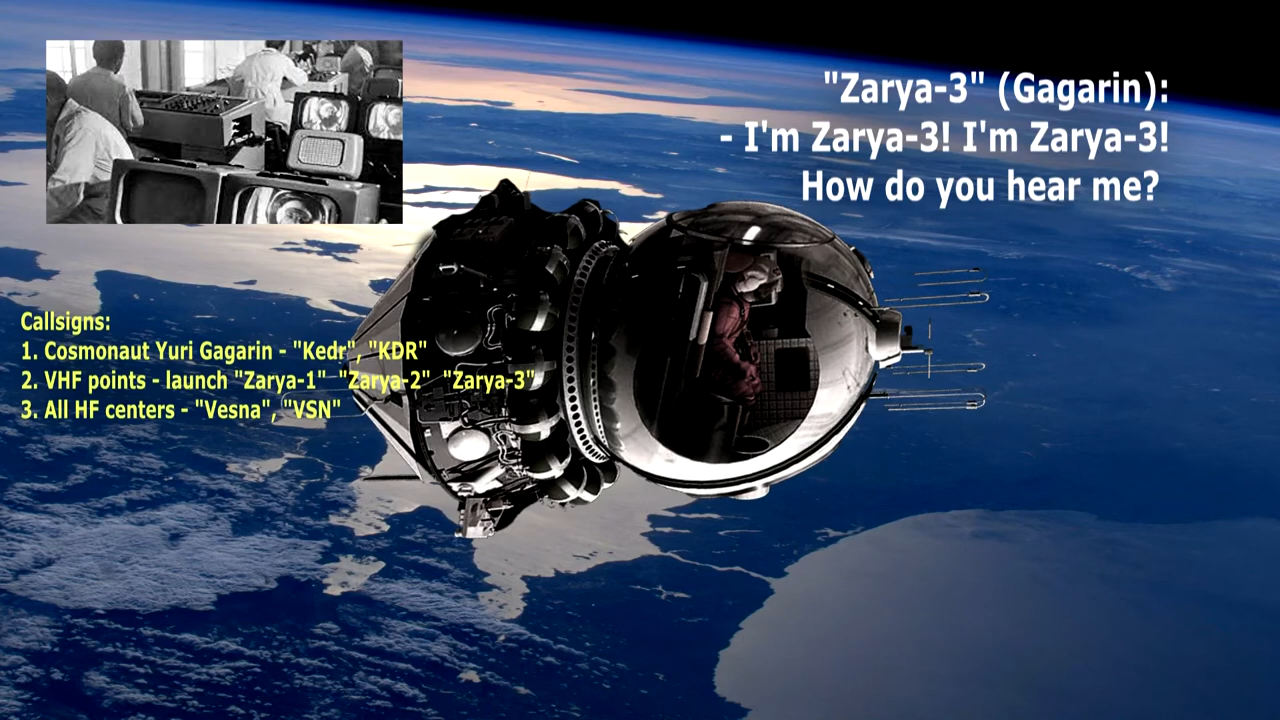 "Zarya-3" (Gagarin):
- I'm Zarya-3! I'm Zarya-3!
How do you hear me?
Callsigns:
1. Cosmonaut Yuri Gagarin - "Kedr", "KDR"
2. VHF points - launch "Zarya-1" "Zarya-2" "Zarya-3"
3. All HF centers - "Vesna", "VSN"